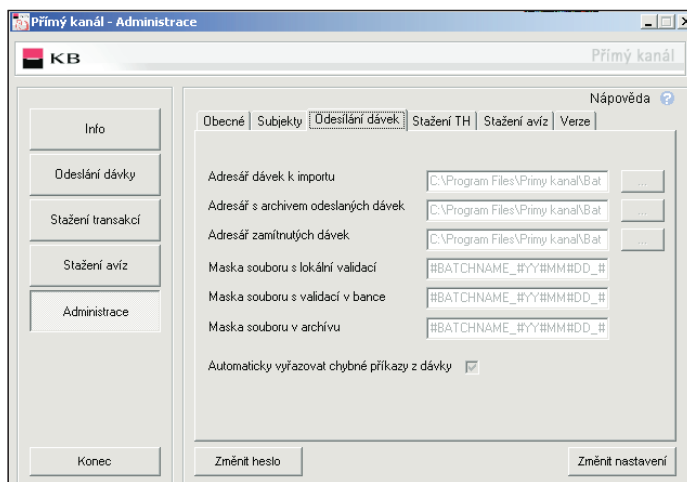 Přímý kanál - Administrace
KB
Přímý kanál
Nápověda
Info
Odeslání dávky
Stažení transakcí
Stažení avíz
Administrace
Konec
Obecné Subjekty Odesílání dávek Stažení TH Stažení avíz Verze
Adresář dávek k importu C:\Program Files\Primy kanal\Bat ...
Adresář s archivem odeslaných dávek C:\Program Files\Primy kanal\Bat ...
Adresář zamítnutých dávek C:\Program Files\Primy kanal\Bat ...
Maska souboru s lokální validací #BATCHNAME_#YY#MM#DD_#
Maska souboru s validací v bance #BATCHNAME_#YY#MM#DD_#
Maska souboru v archívu #BATCHNAME_#YY#MM#DD_#
Automaticky vyřazovat chybné příkazy z dávky
Změnit heslo Změnit nastavení